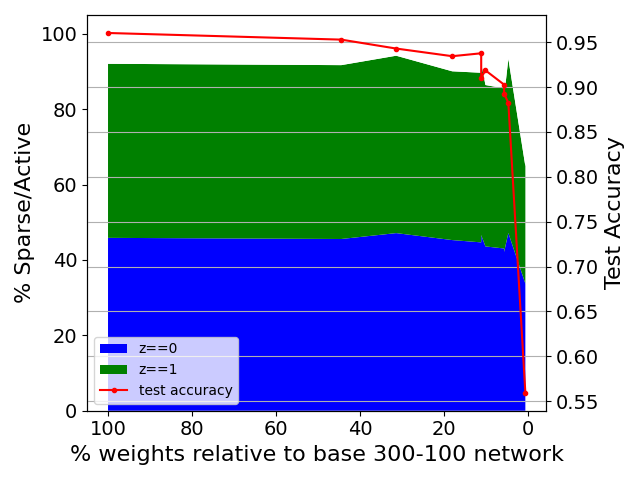 100
80
60
40
20
0
% Sparse/Active
0.95
0.90
0.85
0.80
0.75
0.70
0.65
0.60
0.55
Test Accuracy
z==0
z==1
test accuracy
100 80 60 40 20 0
% weights relative to base 300-100 network